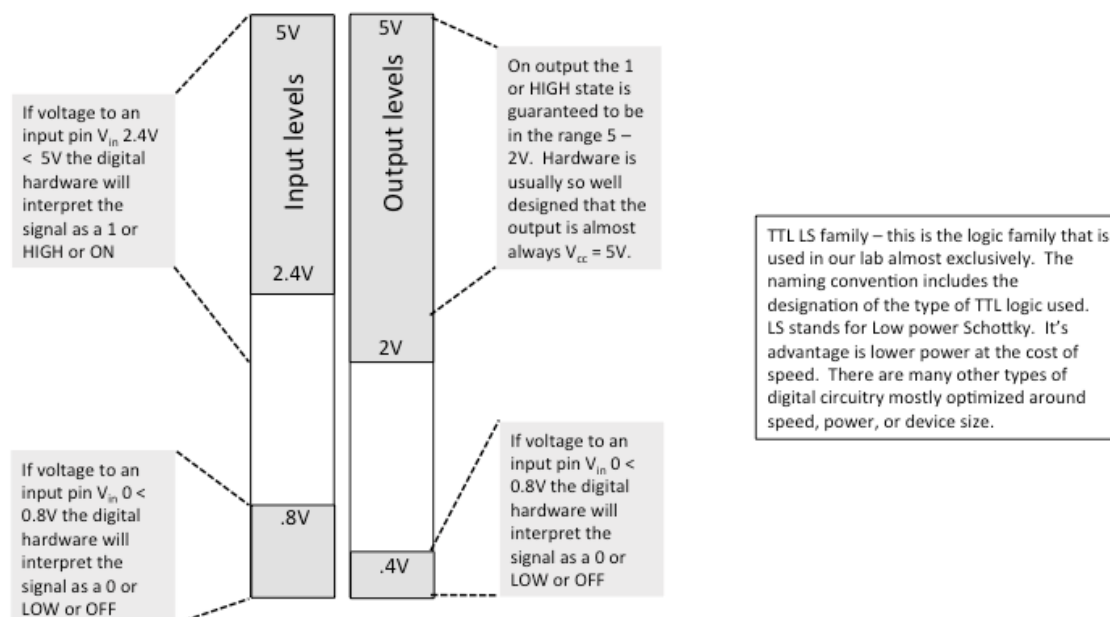 If voltage to an
input pin Vin 2.4V
< 5V the digital
hardware will
interpret the
signal as a 1 or
HIGH or ON
If voltage to an
input pin Vin 0 <
0.8V the digital
hardware will
interpret the
signal as a 0 or
LOW or OFF
5V
Input levels
2.4V
.8V
5V
Output levels
2V
.4V
On output the 1
or HIGH state is
guaranteed to be
in the range 5 –
2V. Hardware is
usually so well
designed that the
output is almost
always Vcc = 5V.
If voltage to an
input pin Vin 0 <
0.8V the digital
hardware will
interpret the
signal as a 0 or
LOW or OFF
TTL LS family – this is the logic family that is
used in our lab almost exclusively. The
naming convention includes the
designation of the type of TTL logic used.
LS stands for Low power Schottky. It's
advantage is lower power at the cost of
speed. There are many other types of
digital circuitry mostly optimized around
speed, power, or device size.